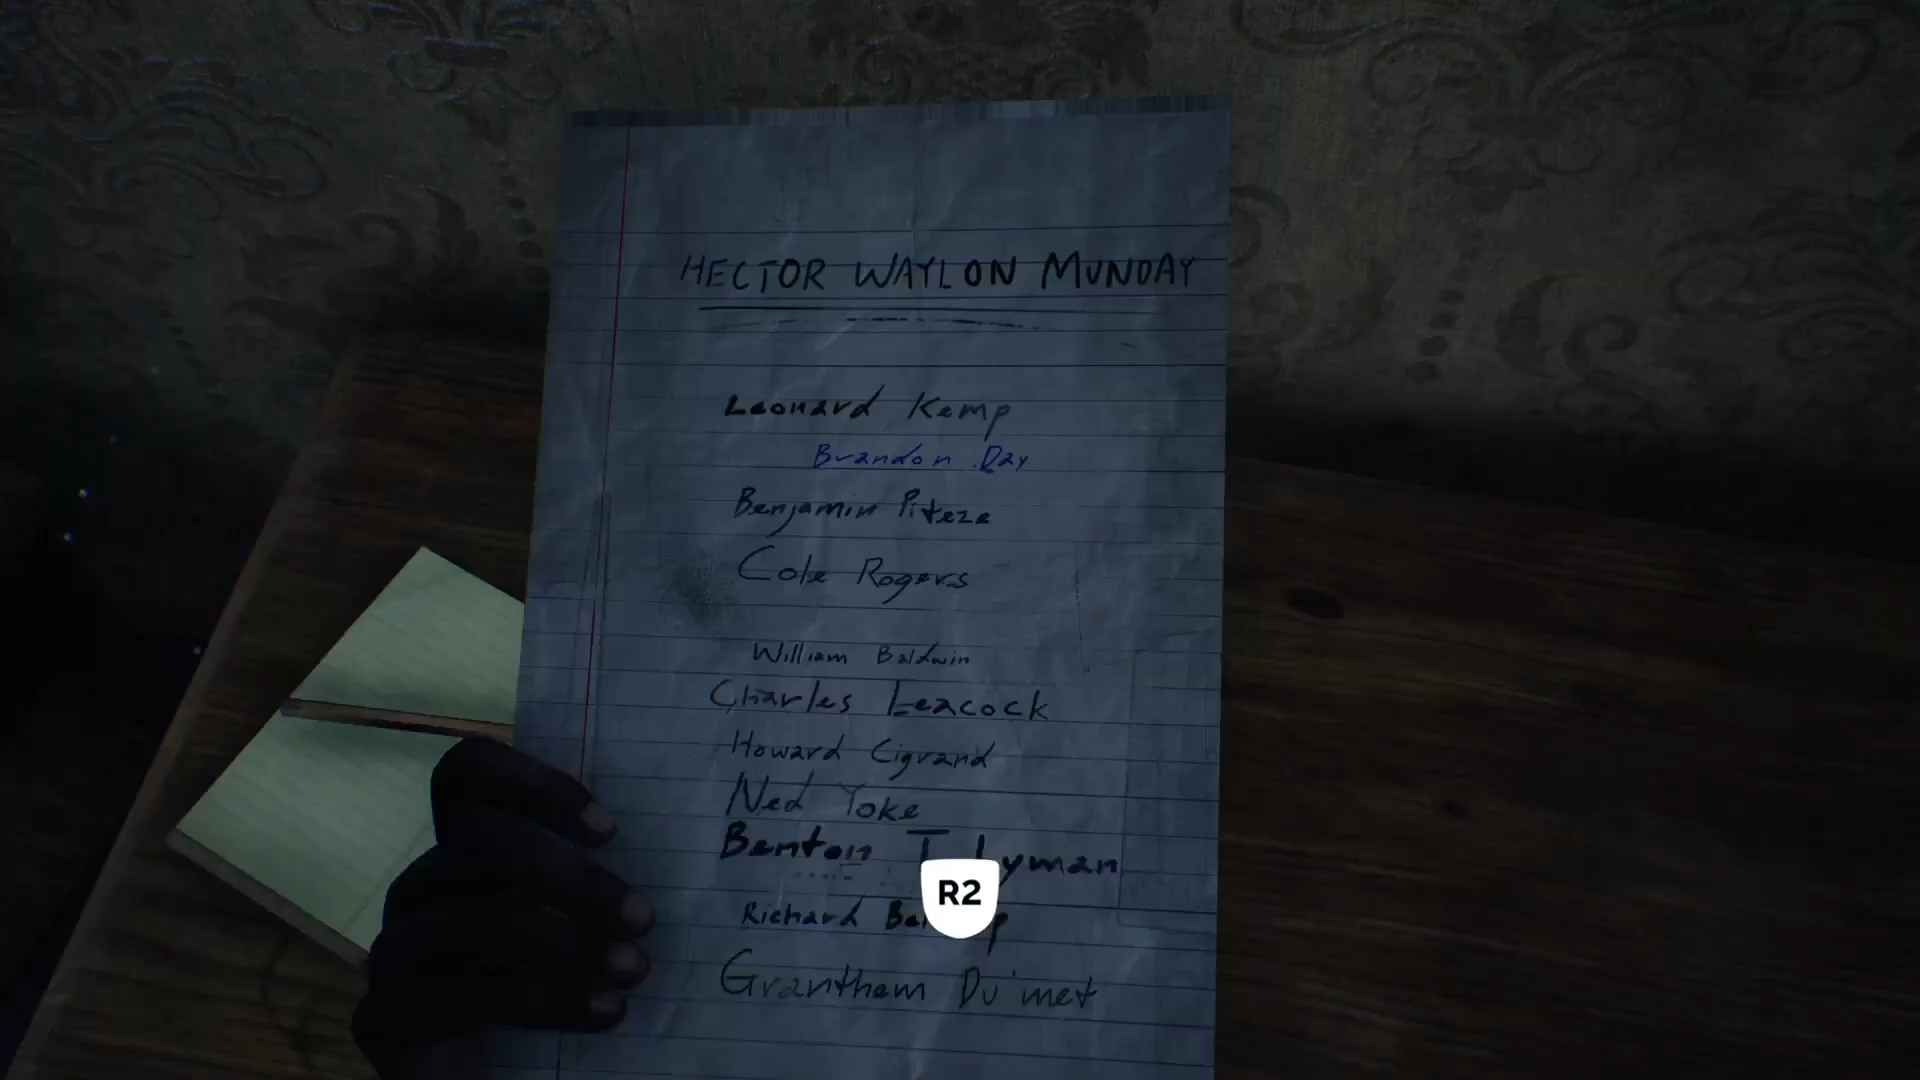 HECTOR WAYLON MUNDAY
Leonard Kemp
Brandon Day
Benjamin Piteze
Cole Rogers
William Baldwin
Charles Leacock
Howard Cigrand
Ned Yoke
Benton T Lyman
R2
Richard
Granthem Du'met